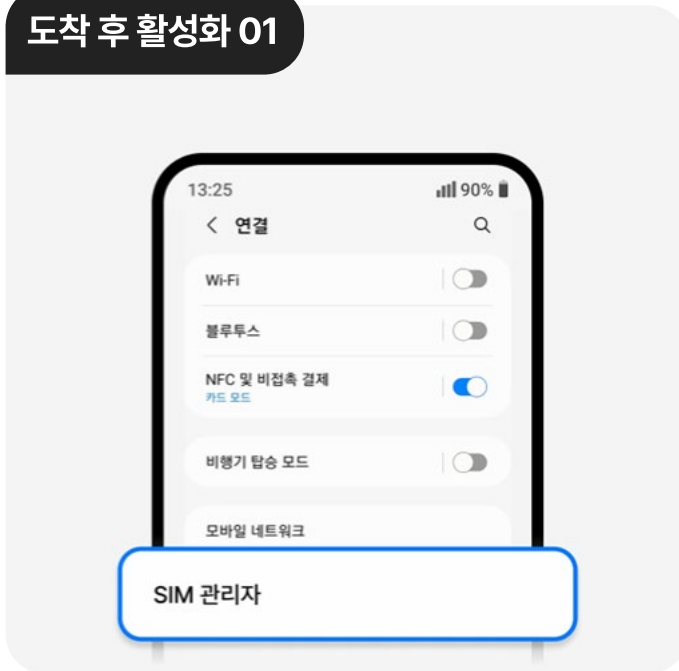 도착 후 활성화 01
13:25 90%
연결
Wi-Fi
블루투스
NFC 및 비접촉 결제
카드 모드
비행기 탑승 모드
모바일 네트워크
SIM 관리자